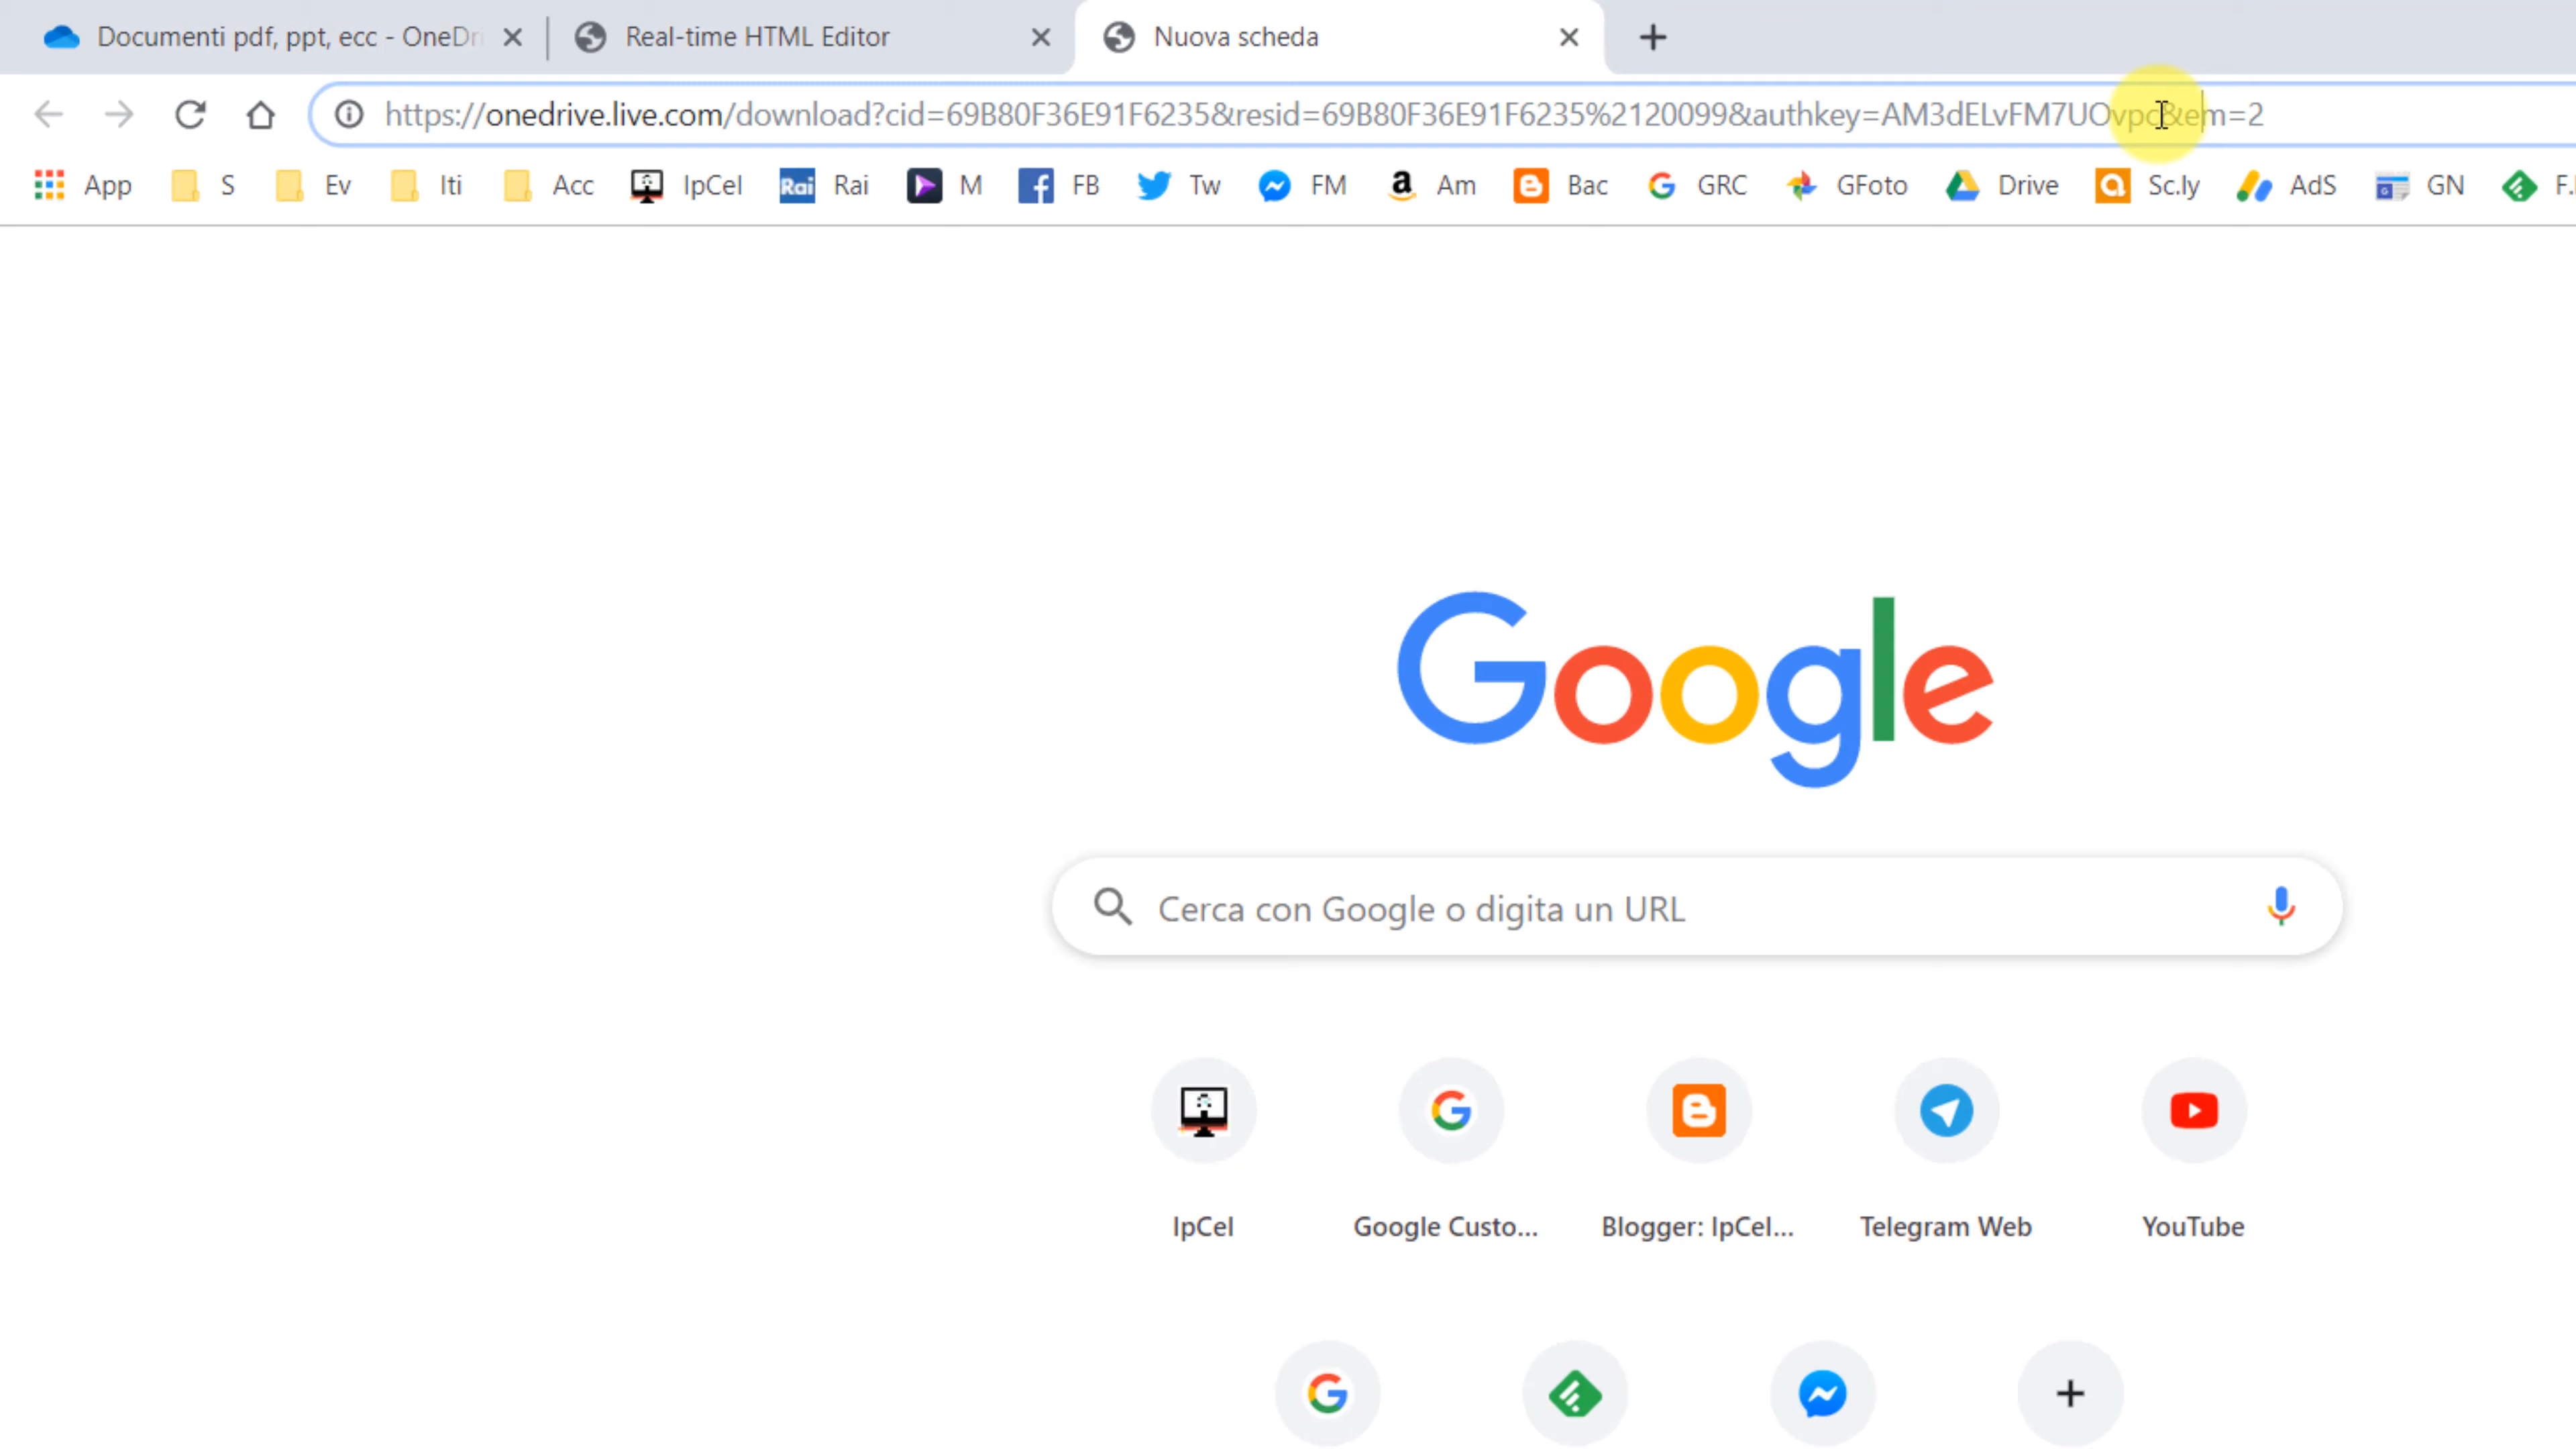 Documenti pdf, ppt, ecc - OneDri
Real-time HTML Editor
Nuova scheda
https://onedrive.live.com/download?cid=69B80F36E91F6235&resid=69B80F36E91F6235%2120099&authkey=AM3dELvFM7UOvpc&em=2
App S Ev Iti Acc IpCel Rai Rai M FB Tw FM Am Bac GRC GFoto Drive Sc.ly AdS GN F.
Google
Cerca con Google o digita un URL
IpCel
Google Custo...
Blogger: IpCel...
Telegram Web
YouTube